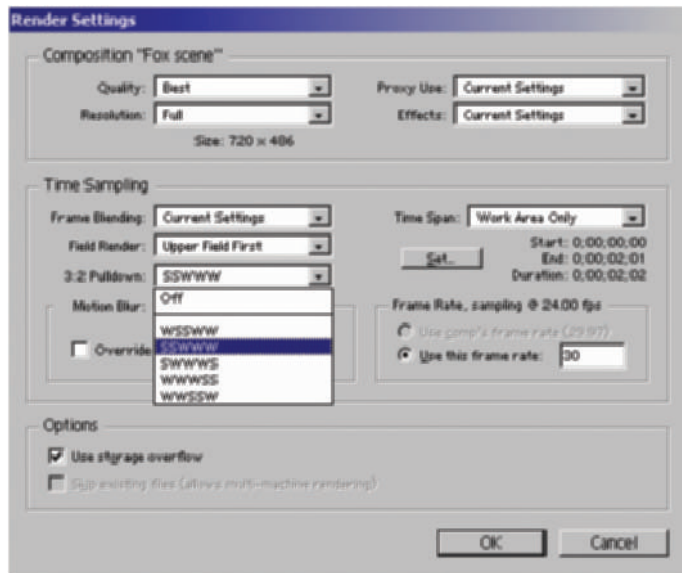 Render Settings
Composition "Fox scene"
Quality: Best
Proxy Use: Current Settings
Resolution: Full
Effects: Current Settings
Size: 720 x 486
Time Sampling
Frame Blending: Current Settings
Time Span: Work Area Only
Field Render: Upper Field First
Set...
Start: 0;00;00;00
End: 0;00;02;01
Duration: 0;00;02;02
3:2 Pulldown: SSWWW
Motion Blur:
Off
WSSWW
SSWWW
SWWWS
WWWSS
WWSSW
Override
Frame Rate, sampling @ 24.00 fps
Use comp's frame rate (29.97)
Use this frame rate: 30
Options
Use storage overflow
Skip existing files (allows multi-machine rendering)
OK
Cancel